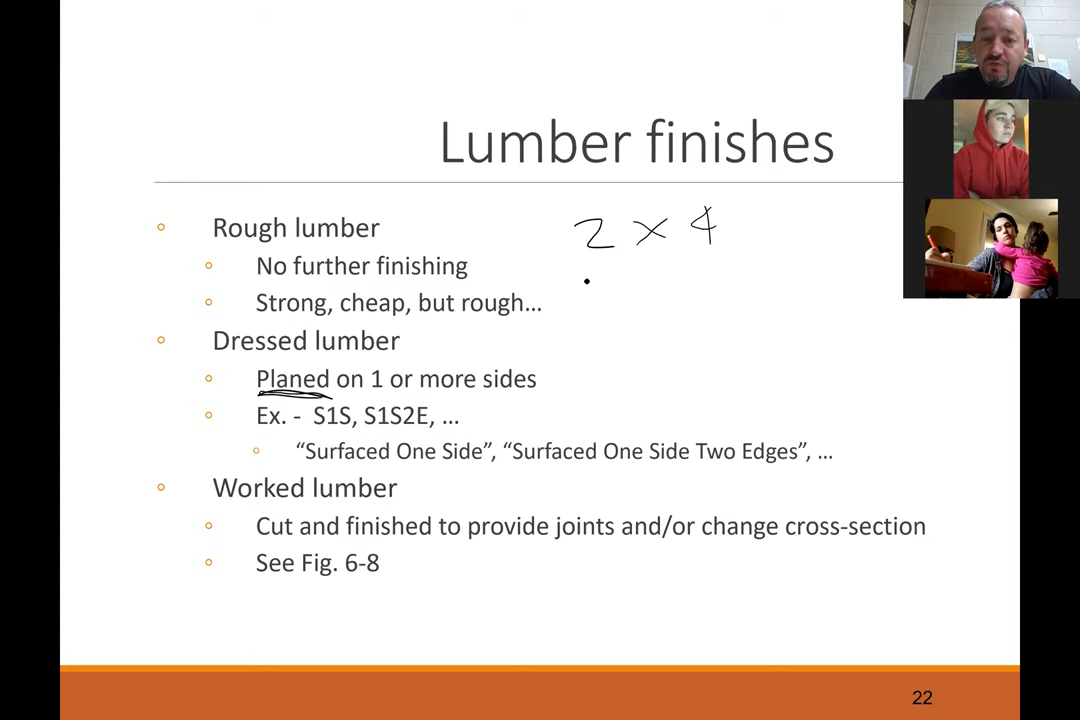 Lumber finishes
Rough lumber
2 x 4
No further finishing
Strong, cheap, but rough...
Dressed lumber
Planed on 1 or more sides
Ex. - S1S, S1S2E, ...
“Surfaced One Side”, “Surfaced One Side Two Edges”, ...
Worked lumber
Cut and finished to provide joints and/or change cross-section
See Fig. 6-8
22